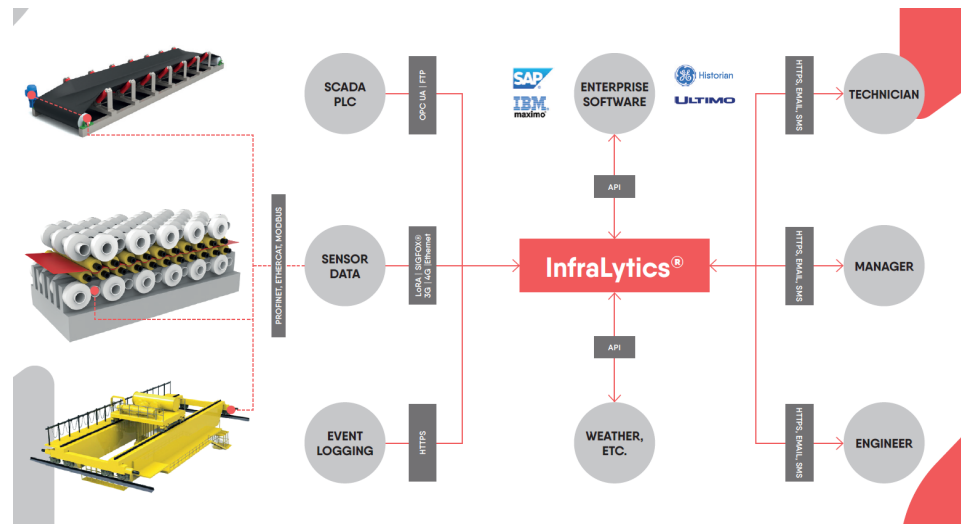 SCADA
PLC
OPC UA | FTP
SAP
IBM.
maximo
ENTERPRISE
SOFTWARE
Historian
ULTIMO
HTTPS, EMAIL, SMS
TECHNICIAN
API
PROFINET, ETHERCAT, MODBUS
SENSOR
DATA
LoRA | SIGFOX®
3G | 4G |Ethernet
InfraLytics®
HTTPS, EMAIL, SMS
MANAGER
API
EVENT
LOGGING
HTTPS
WEATHER,
ETC.
HTTPS, EMAIL, SMS
ENGINEER